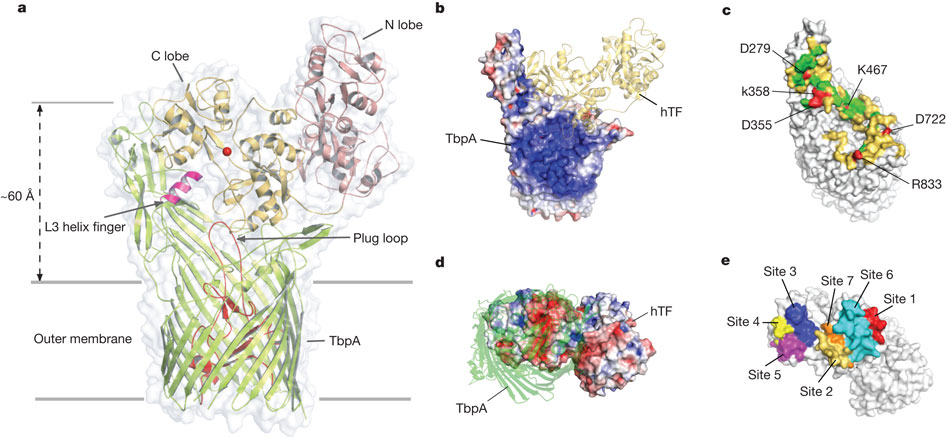 a
N lobe
C lobe
~60 Å
L3 helix finger
Plug loop
Outer membrane
TbpA
b
hTF
TbpA
c
D279
K467
k358
D355
D722
R833
d
hTF
TbpA
e
Site 6
Site 3
Site 7
Site 1
Site 4
Site 5
Site 2